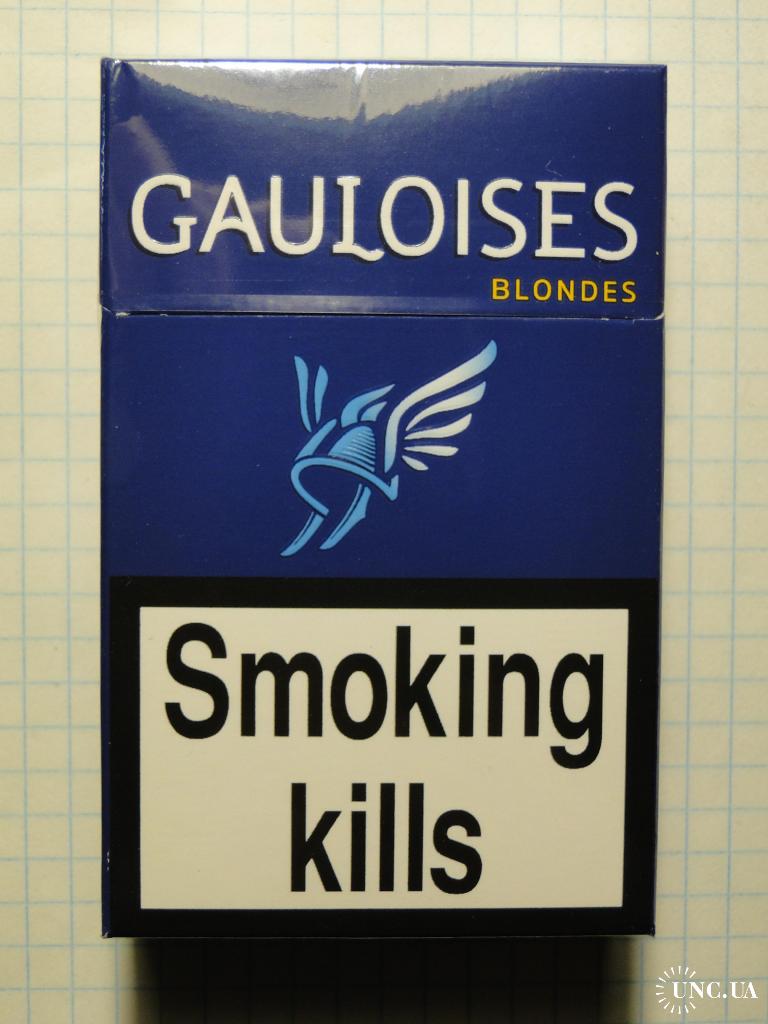 GAULOISES
BLONDES
Smoking
kills
UNC.UA